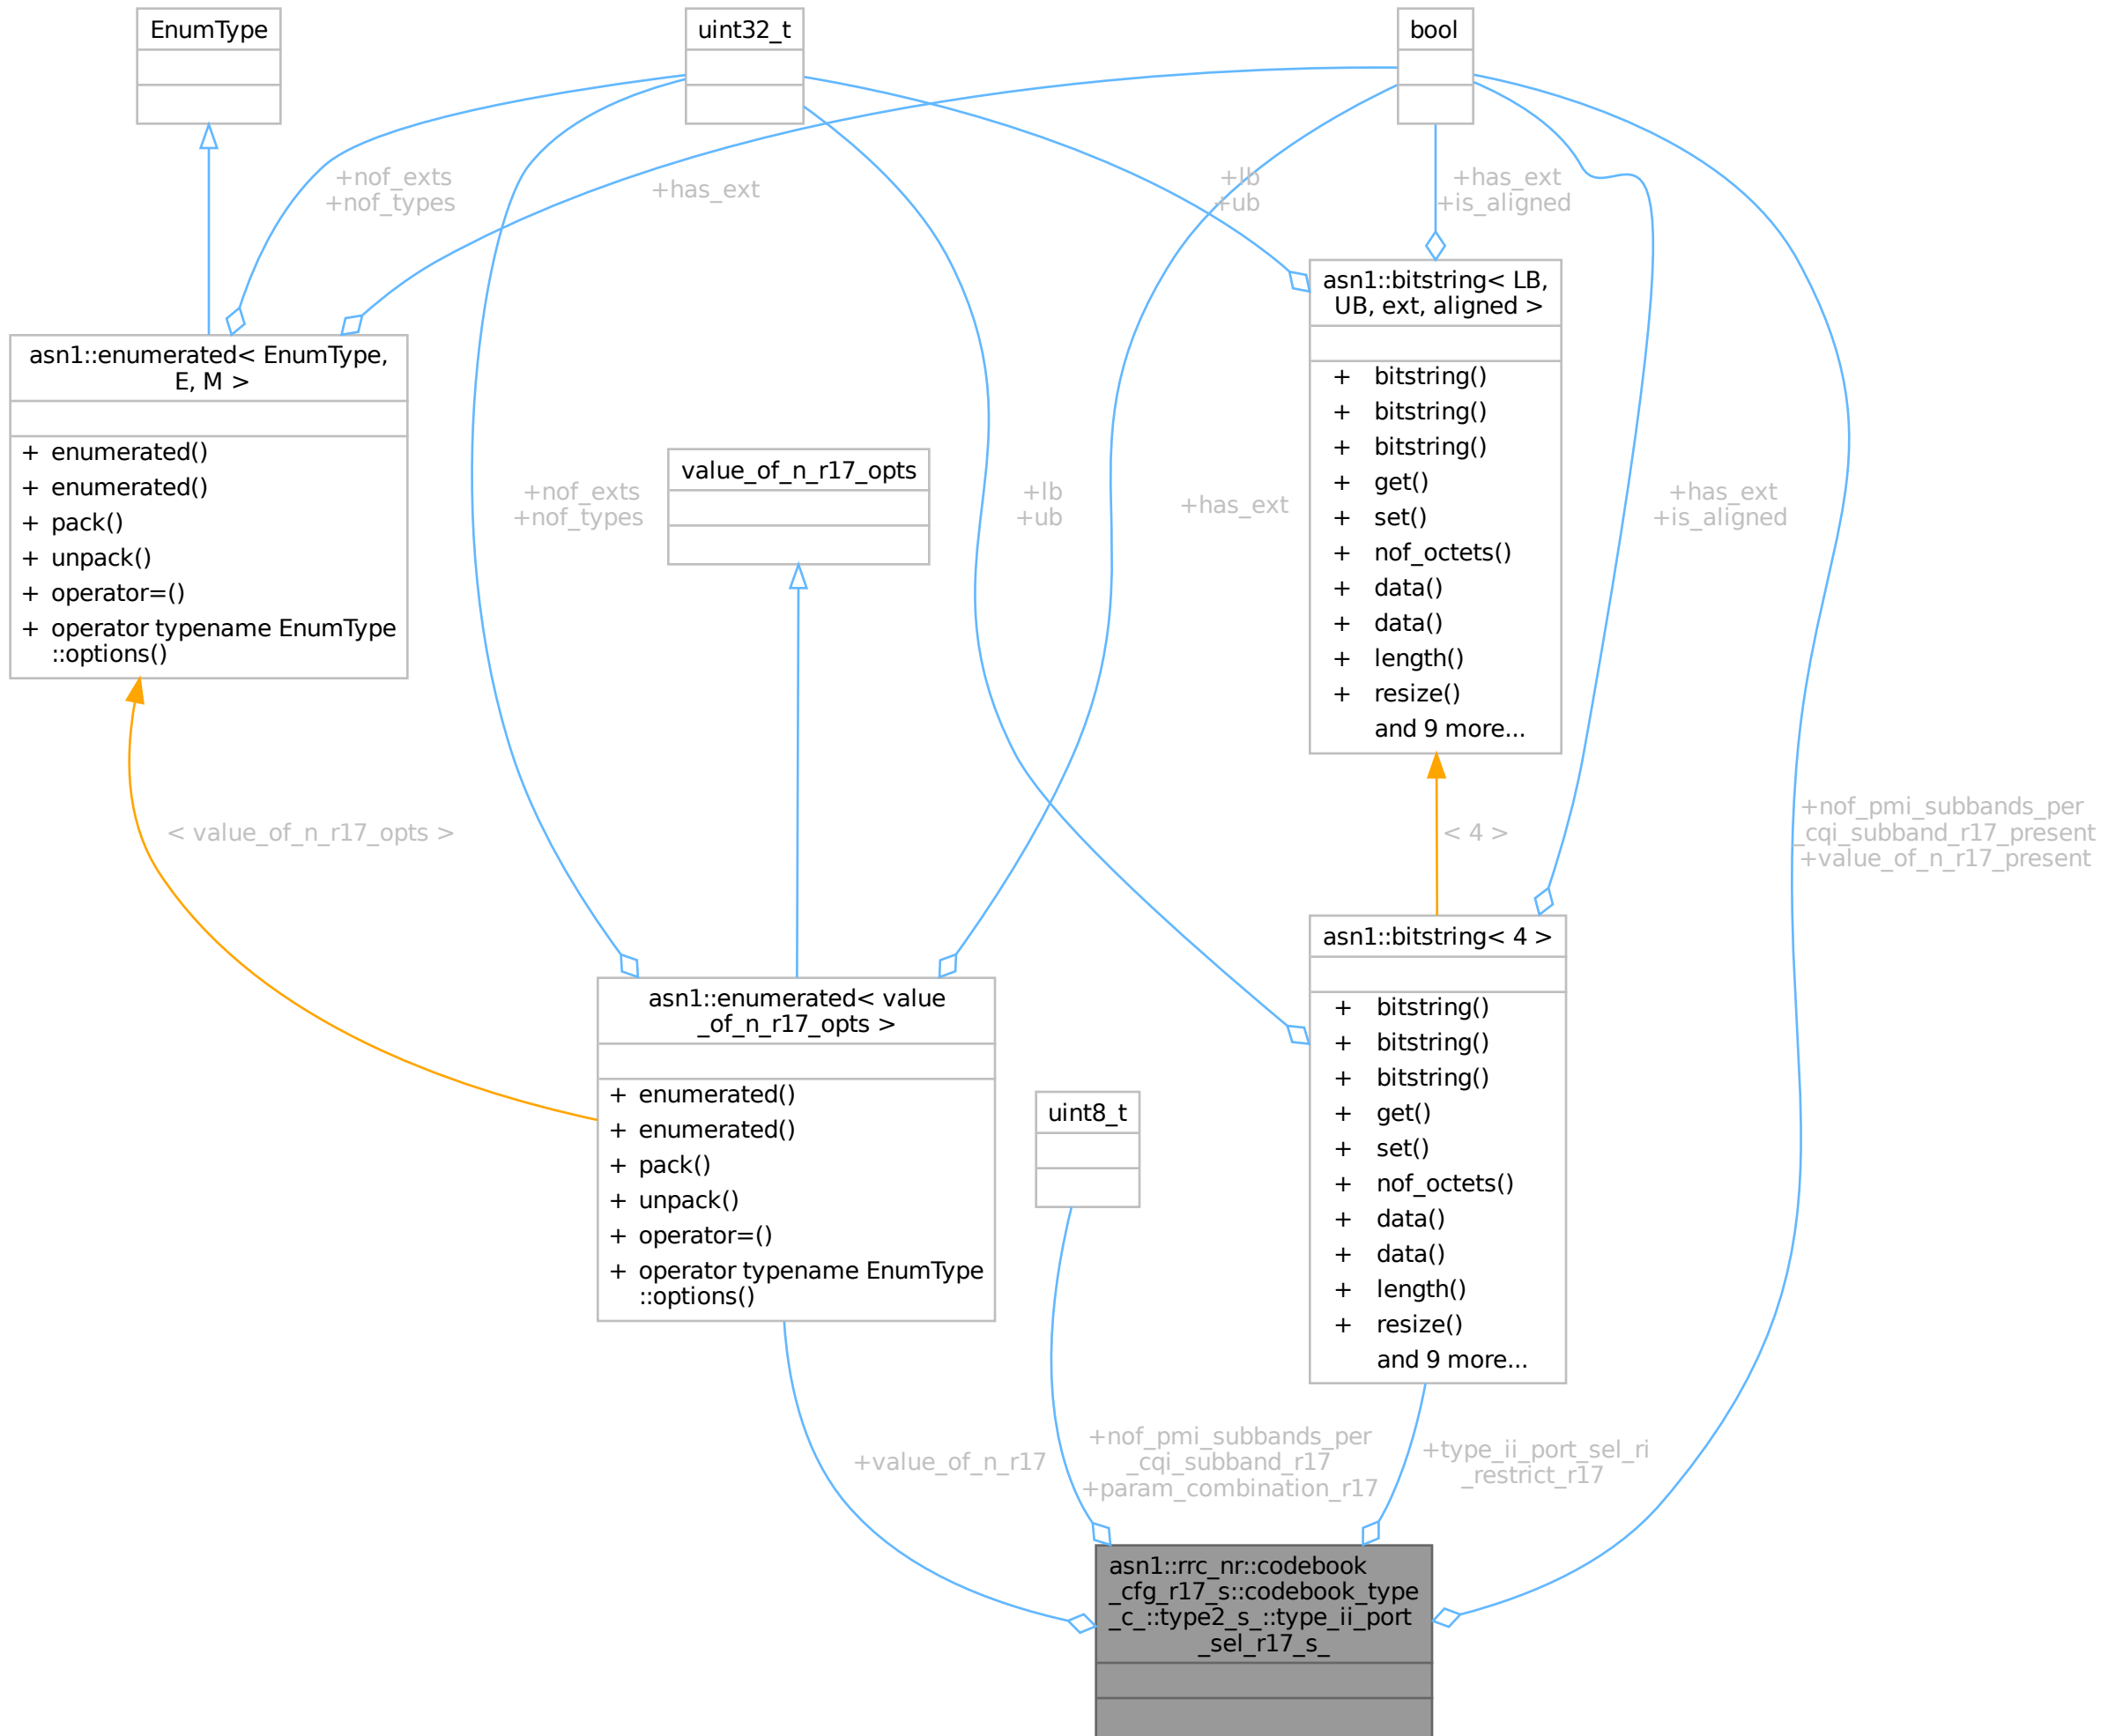 EnumType
uint32_t
bool
+nof_exts
+nof_types
+has_ext
+lb
+ub
+has_ext
+is_aligned
asn1::enumerated< EnumType,
E, M >
+ enumerated()
+ enumerated()
+ pack()
+ unpack()
+ operator=()
+ operator typename EnumType
::options()
asn1::bitstring< LB,
UB, ext, aligned >
+ bitstring()
+ bitstring()
+ bitstring()
+ get()
+ set()
+ nof_octets()
+ data()
+ data()
+ length()
+ resize()
and 9 more...
value_of_n_r17_opts
+nof_exts
+nof_types
+lb
+ub
+has_ext
+has_ext
+is_aligned
< value_of_n_r17_opts >
< 4 >
+nof_pmi_subbands_per
_cqi_subband_r17_present
+value_of_n_r17_present
asn1::enumerated< value
_of_n_r17_opts >
+ enumerated()
+ enumerated()
+ pack()
+ unpack()
+ operator=()
+ operator typename EnumType
::options()
uint8_t
asn1::bitstring< 4 >
+ bitstring()
+ bitstring()
+ bitstring()
+ get()
+ set()
+ nof_octets()
+ data()
+ data()
+ length()
+ resize()
and 9 more...
+value_of_n_r17
+nof_pmi_subbands_per
_cqi_subband_r17
+param_combination_r17
+type_ii_port_sel_ri
_restrict_r17
asn1::rrc_nr::codebook
_cfg_r17_s::codebook_type
_c_::type2_s_::type_ii_port
_sel_r17_s_